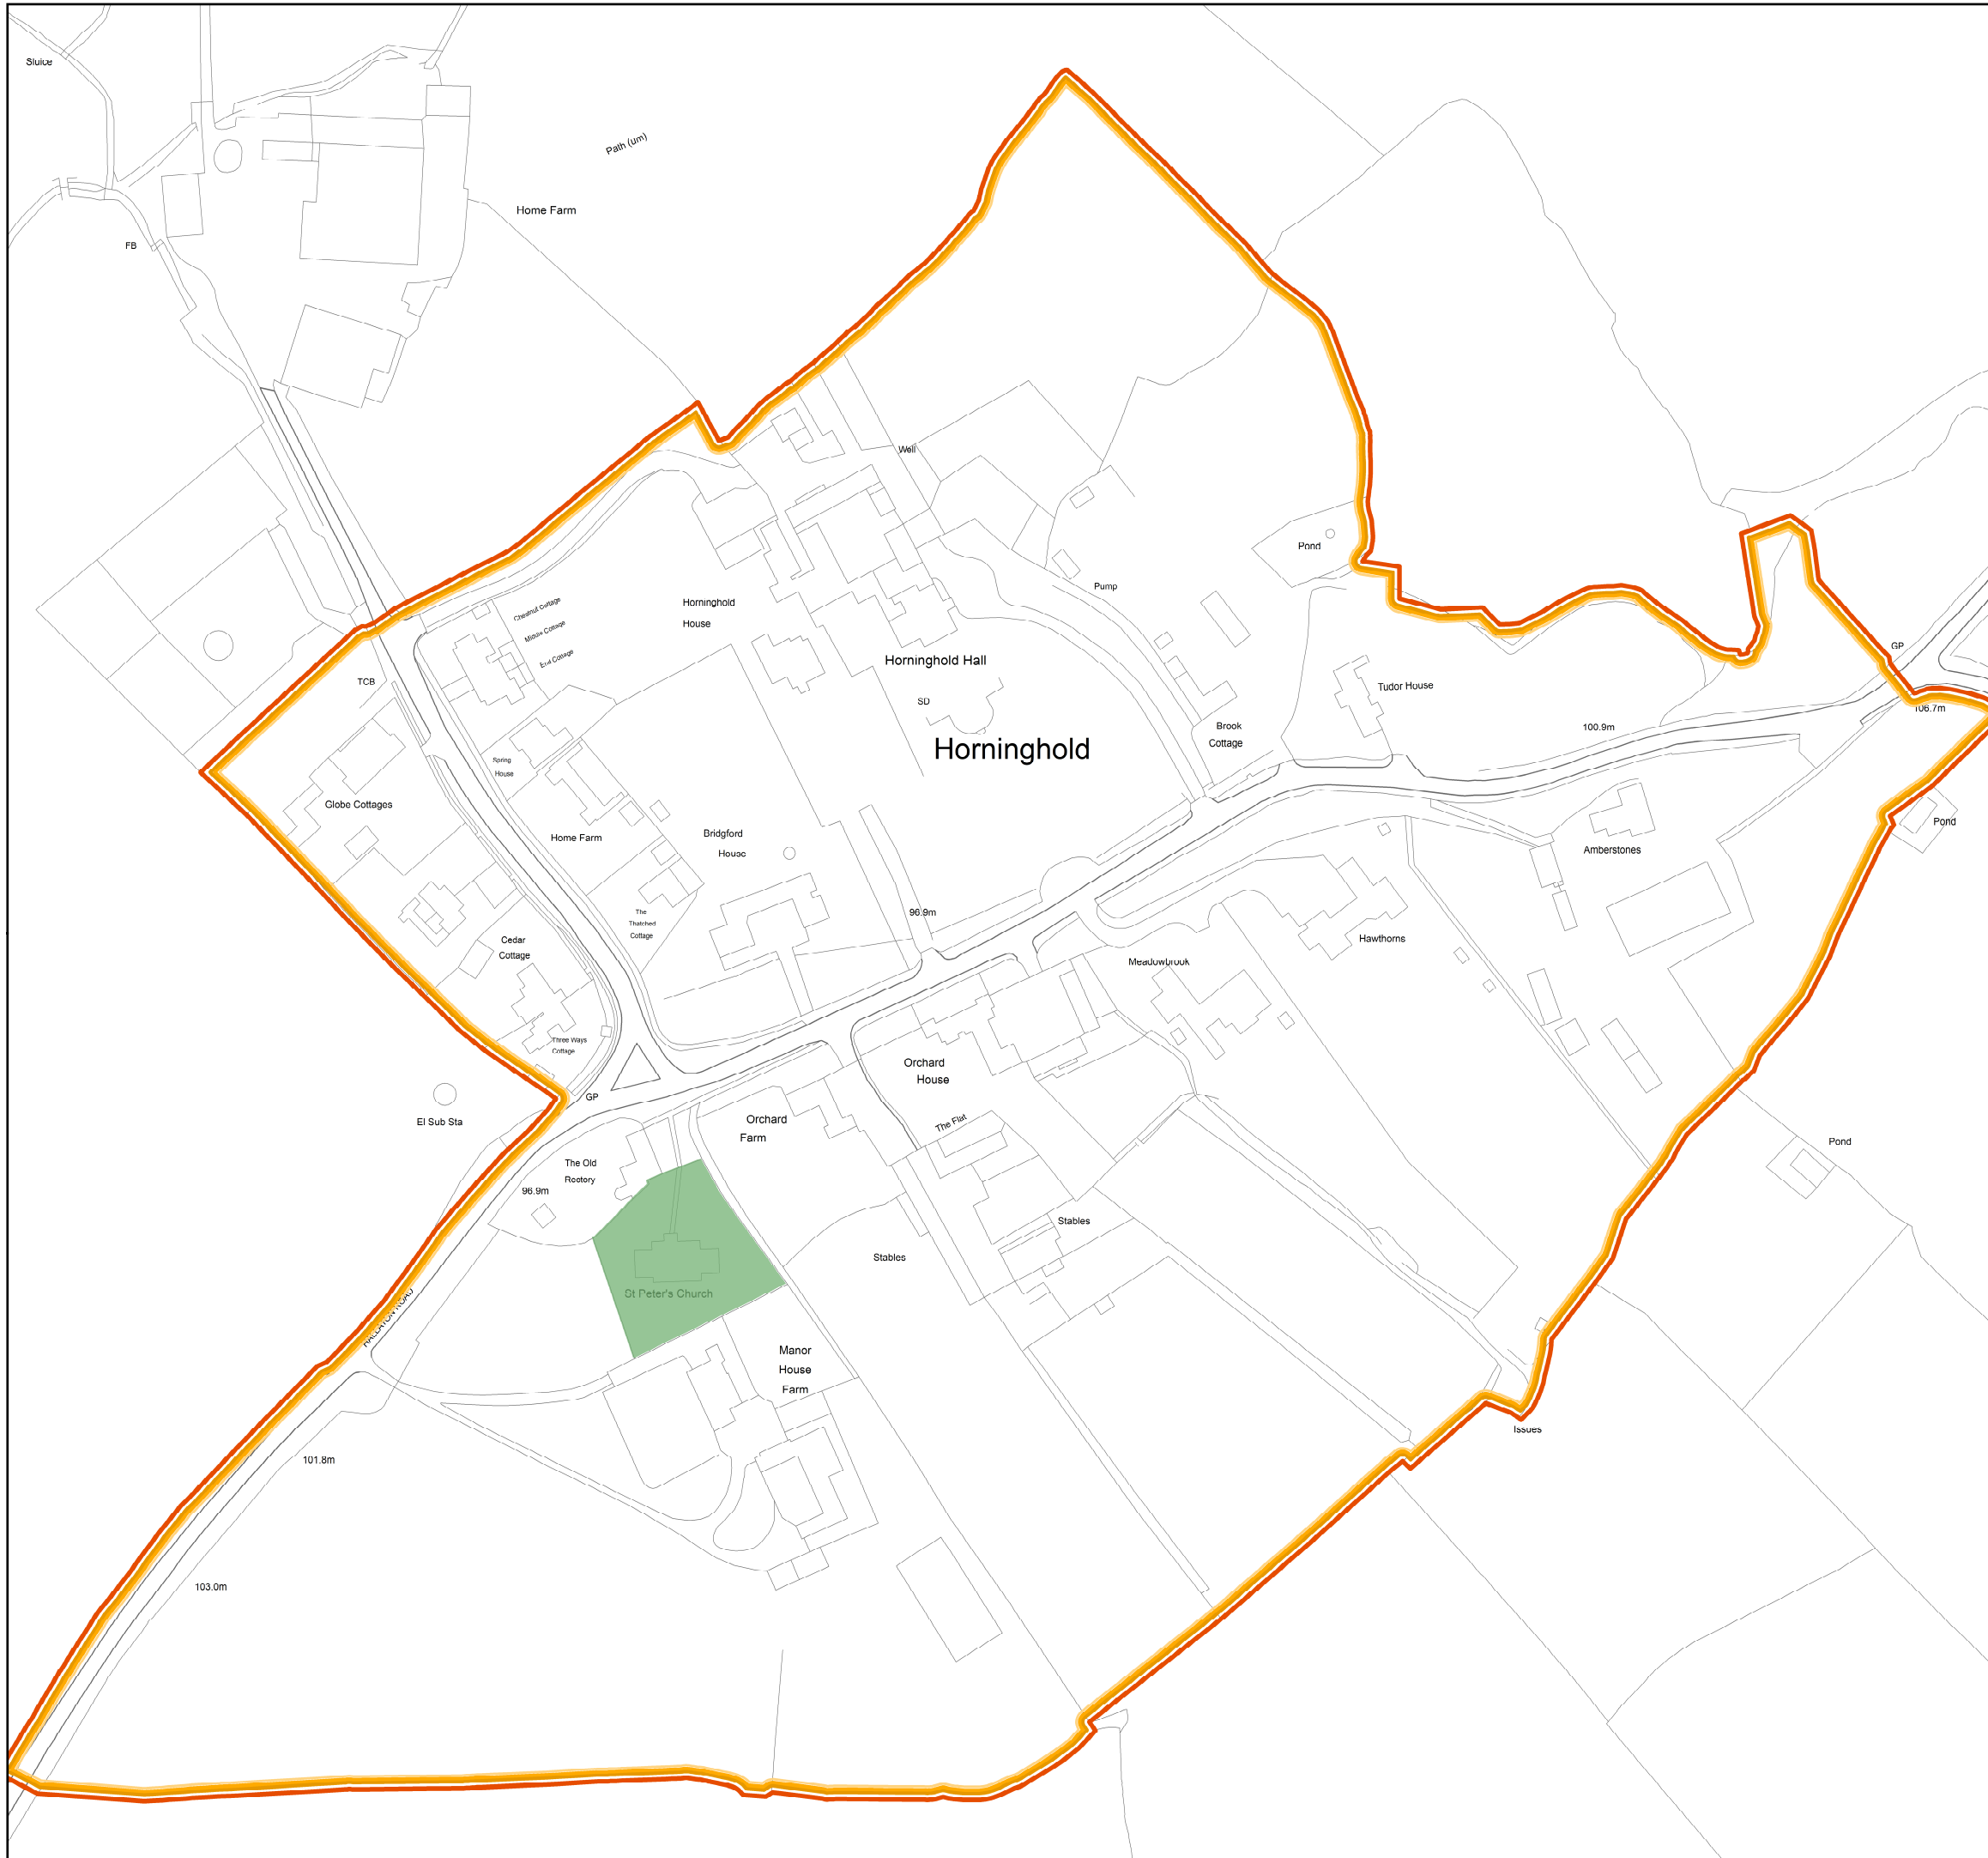 Sluice
Path (um)
Home Farm
FB
Well
Pond
Pump
Chestnut Cottage
Middle Cottage
End Cottage
Horninghold
House
Horninghold Hall
GP
TCB
Tudor House
SD
106.7m
Brook
Cottage
100.9m
Horninghold
Spring
House
Globe Cottages
Home Farm
Bridgford
House
Pond
Amberstones
The
Thatched
Cottage
96.9m
Cedar
Cottage
Hawthorns
Meadowbrook
Three Ways
Cottage
Orchard
House
GP
El Sub Sta
Orchard
Farm
The Flat
Pond
The Old
Rectory
96.9m
Stables
Stables
St Peter's Church
HALLATON ROAD
Manor
House
Farm
Issues
101.8m
103.0m